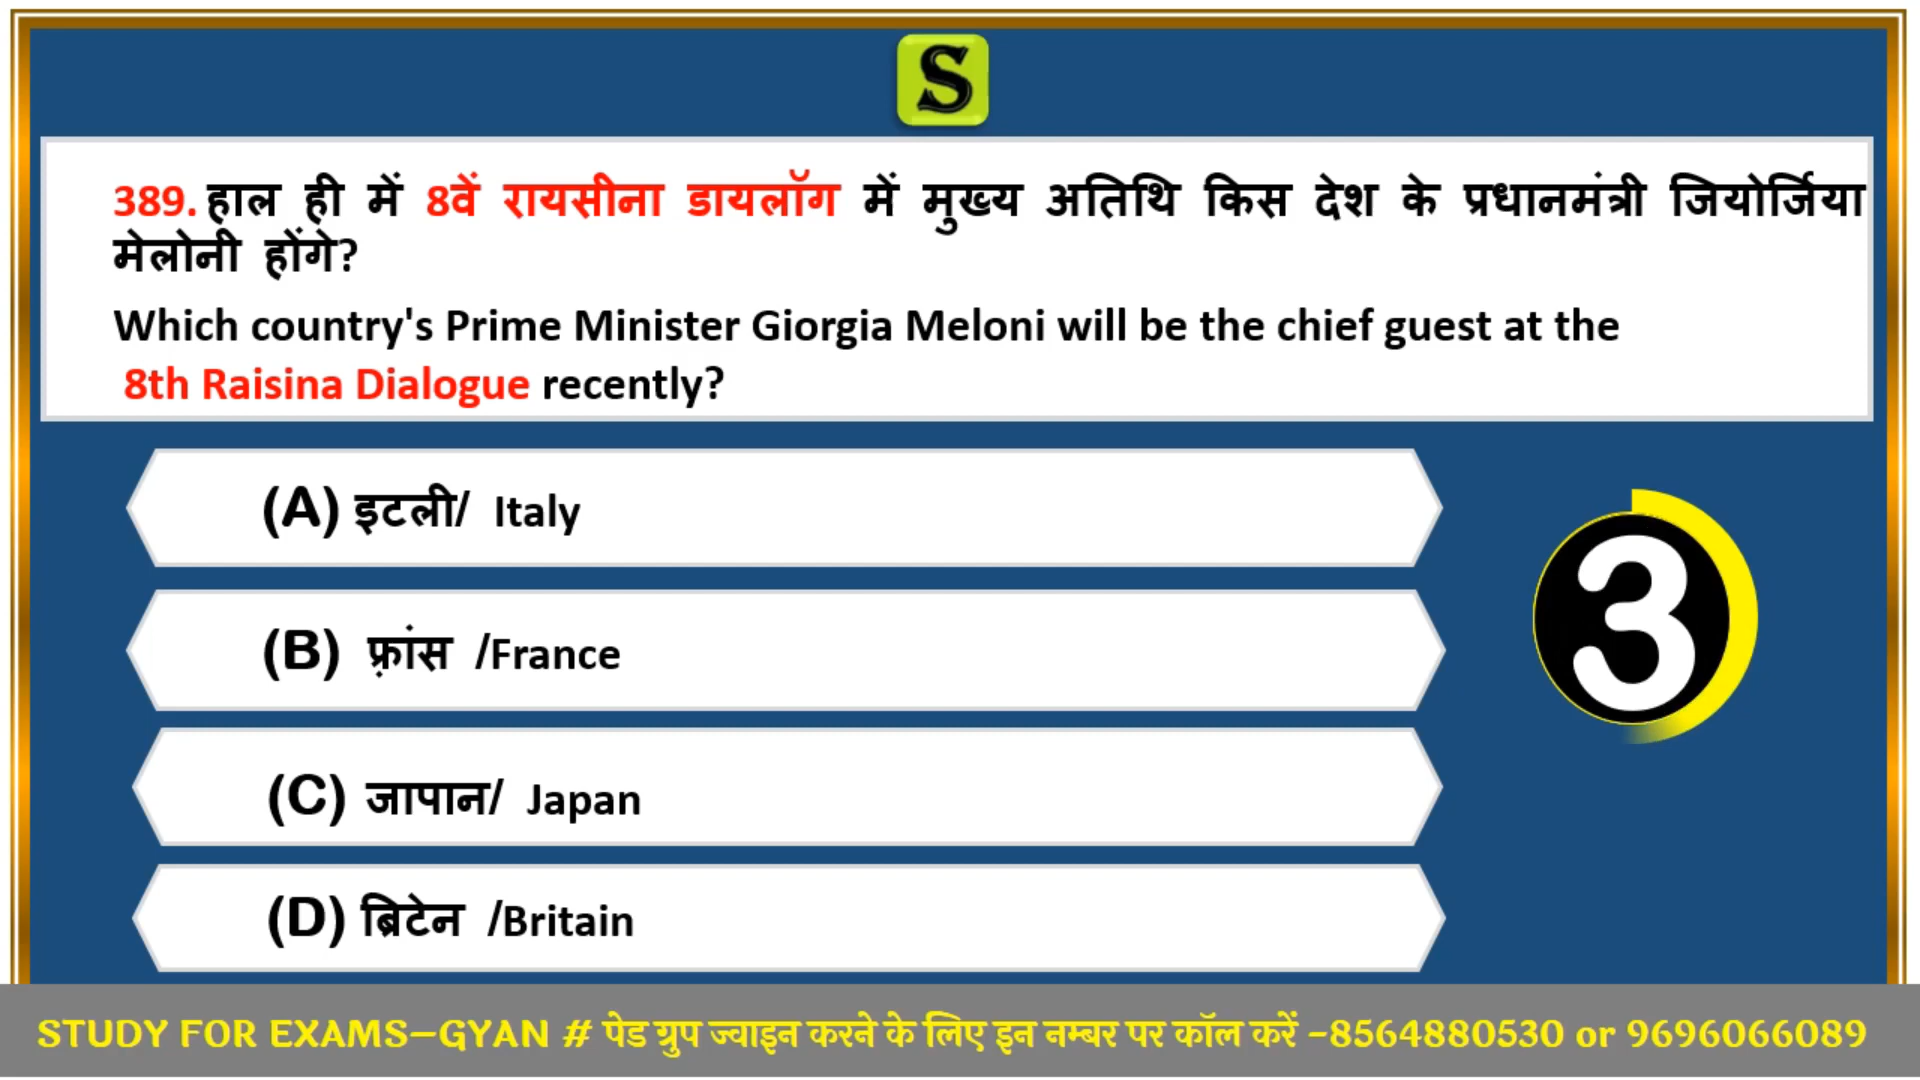 S
389. हाल ही में 8वें रायसीना डायलॉग में मुख्य अतिथि किस देश के प्रधानमंत्री जियोर्जिया
मेलोनी होंगे?
Which country's Prime Minister Giorgia Meloni will be the chief guest at the
8th Raisina Dialogue recently?
(A) इटली/ Italy
(B) फ़्रांस /France
3
(C) जापान/ Japan
(D) ब्रिटेन /Britain
STUDY FOR EXAMS–GYAN # पेड ग्रुप ज्वाइन करने के लिए इन नम्बर पर कॉल करें -8564880530 or 9696066089